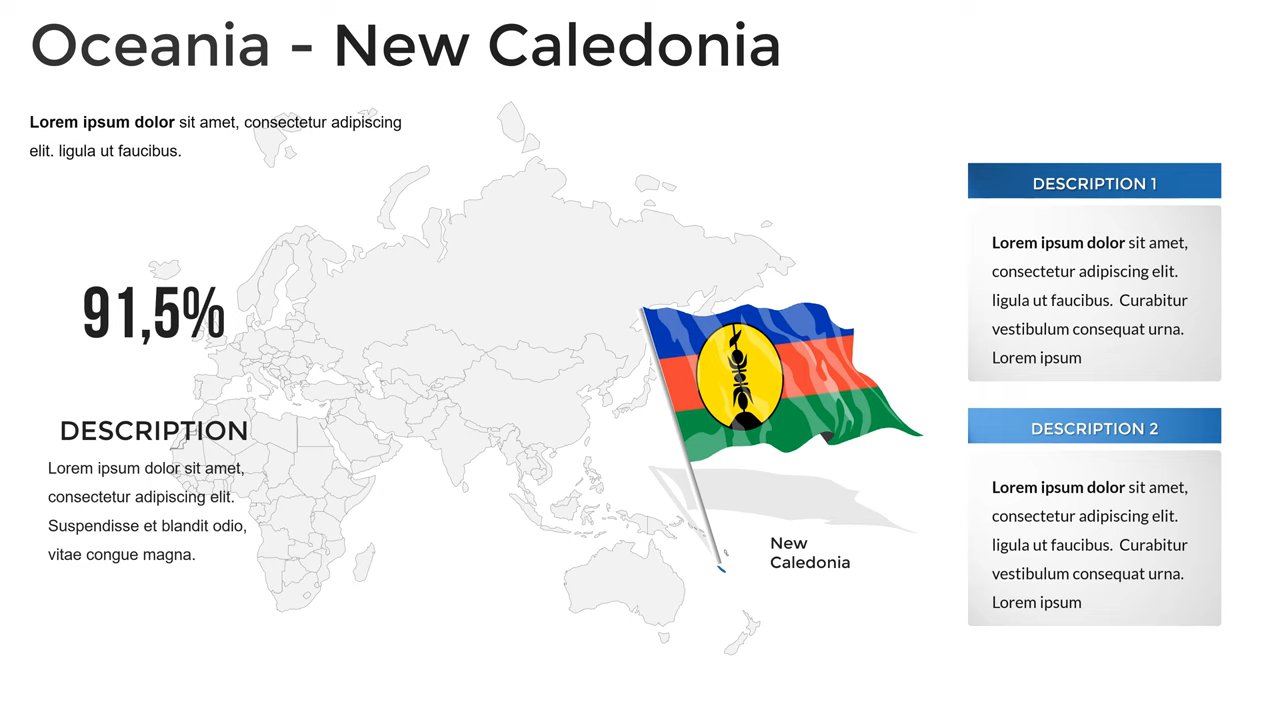 Oceania - New Caledonia
Lorem ipsum dolor sit amet, consectetur adipiscing
elit. ligula ut faucibus.
91,5%
DESCRIPTION
Lorem ipsum dolor sit amet,
consectetur adipiscing elit.
Suspendisse et blandit odio,
vitae congue magna.
New
Caledonia
DESCRIPTION 1
Lorem ipsum dolor sit amet,
consectetur adipiscing elit.
ligula ut faucibus.  Curabitur
vestibulum consequat urna.
Lorem ipsum
DESCRIPTION 2
Lorem ipsum dolor sit amet,
consectetur adipiscing elit.
ligula ut faucibus.  Curabitur
vestibulum consequat urna.
Lorem ipsum